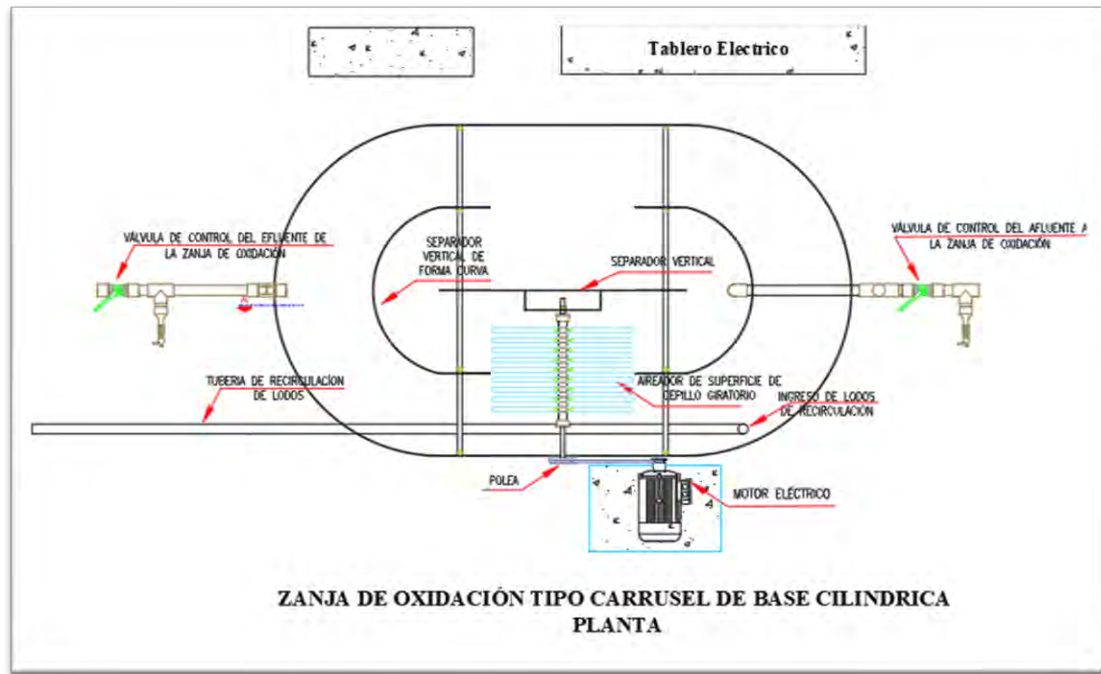 Tablero Electrico
VÁLVULA DE CONTROL DEL EFLUENTE DE
LA ZANJA DE OXIDACIÓN
SEPARADOR
VERTICAL DE
FORMA CURVA
SEPARADOR VERTICAL
VÁLVULA DE CONTROL DEL AFLUENTE A
LA ZANJA DE OXIDACIÓN
TUBERIA DE RECIRCULACÍON
DE LODOS
AIREADOR DE SUPERFICIE DE
CEPILLO GIRATORIO
INGRESO DE LODOS
DE RECIRCULACIÓN
POLEA
MOTOR ELÉCTRICO
ZANJA DE OXIDACIÓN TIPO CARRUSEL DE BASE CILINDRICA
PLANTA